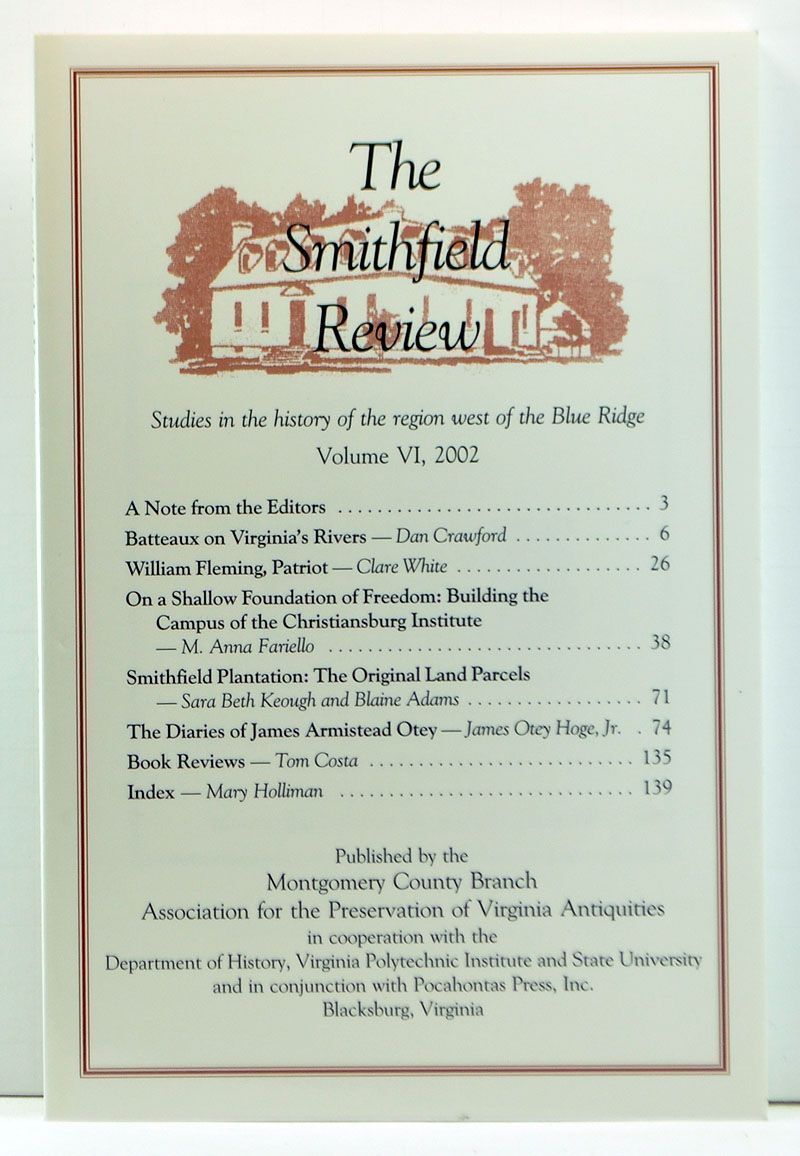 The
Smithfield
Review
Studies in the history of the region west of the Blue Ridge
Volume VI, 2002
A Note from the Editors . . . . . . . . . . . . . . . . . . . . . . . . . . . . . . . . 3
Batteaux on Virginia's Rivers — Dan Crawford . . . . . . . . . . . . . . 6
William Fleming, Patriot — Clare White . . . . . . . . . . . . . . . . . . . 26
On a Shallow Foundation of Freedom: Building the
Campus of the Christiansburg Institute
— M. Anna Fariello . . . . . . . . . . . . . . . . . . . . . . . . . . . . . . . . 38
Smithfield Plantation: The Original Land Parcels
— Sara Beth Keough and Blaine Adams . . . . . . . . . . . . . . . . . . 71
The Diaries of James Armistead Otey — James Otey Hoge, Jr. . 74
Book Reviews — Tom Costa . . . . . . . . . . . . . . . . . . . . . . . . . . . 135
Index — Mary Holliman . . . . . . . . . . . . . . . . . . . . . . . . . . . . . . 139
Published by the
Montgomery County Branch
Association for the Preservation of Virginia Antiquities
in cooperation with the
Department of History, Virginia Polytechnic Institute and State University
and in conjunction with Pocahontas Press, Inc.
Blacksburg, Virginia